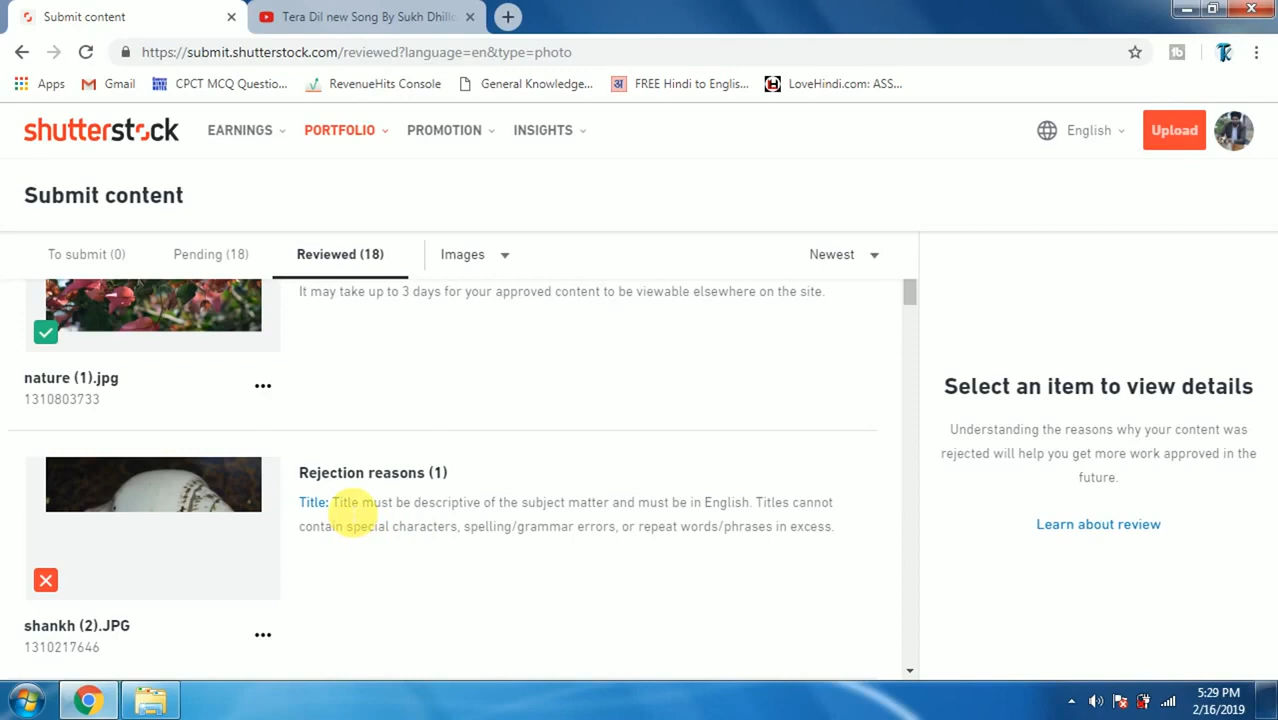 Submit content
Tera Dil new Song By Sukh Dhillo
https://submit.shutterstock.com/reviewed?language=en&type=photo
Apps
Gmail
CPCT MCQ Questio...
RevenueHits Console
General Knowledge...
FREE Hindi to English...
LoveHindi.com: ASS...
shutterstock
EARNINGS
PORTFOLIO
PROMOTION
INSIGHTS
English
Upload
Submit content
To submit (0)
Pending (18)
Reviewed (18)
Images
Newest
It may take up to 3 days for your approved content to be viewable elsewhere on the site.
nature (1).jpg
1310803733
Rejection reasons (1)
Title: Title must be descriptive of the subject matter and must be in English. Titles cannot
contain special characters, spelling/grammar errors, or repeat words/phrases in excess.
shankh (2).JPG
1310217646
Select an item to view details
Understanding the reasons why your content was
rejected will help you get more work approved in the
future.
Learn about review
5:29 PM
2/16/2019